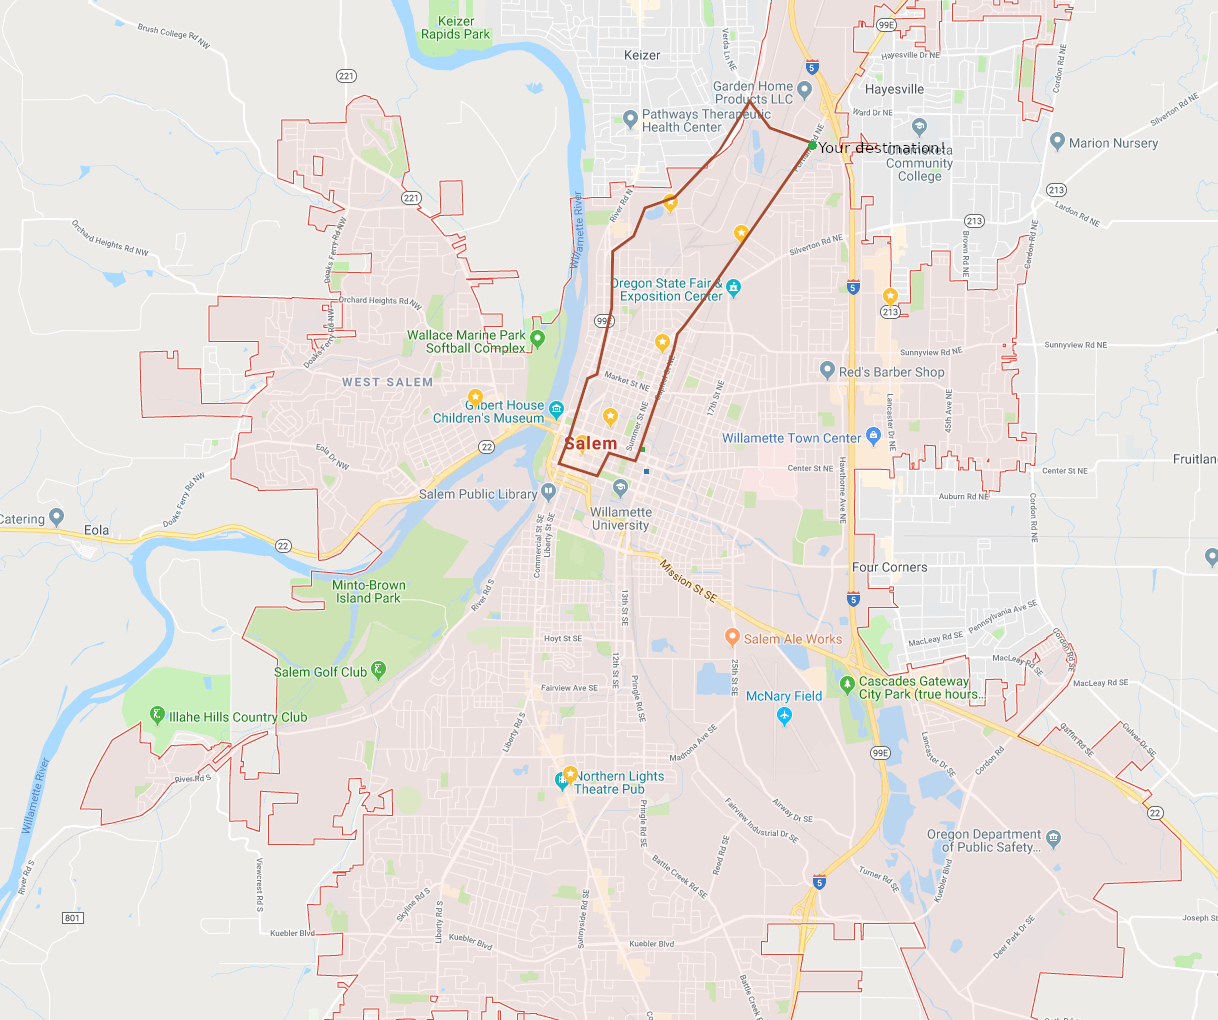 Keizer
Rapids Park
Brush College Rd NW
Keizer
Verda Ln NE
99E
Hayesville Dr NE
Cordon Rd NE
221
5
Garden Home
Products LLC
Hayesville
Silverton Rd NE
Pathways Therapeutic
Health Center
Ward Dr NE
Portland Rd NE
Your destination!
Chemeketa
Community
College
Marion Nursery
221
213
River Rd N
Lardon Rd NE
Orchard Heights Rd NW
Doaks Ferry Rd NW
Willamette River
213
Silverton Rd NE
Brown Rd NE
Cordon Rd NE
Oregon State Fair &
Exposition Center
5
Orchard Heights Rd NW
213
99E
Doaks Ferry Rd NW
Wallace Marine Park
Softball Complex
Sunnyview Rd NE
Sunnyview Rd NE
WEST SALEM
Market St NE
Capitol St NE
Red's Barber Shop
17th St NE
Gilbert House
Children's Museum
Summer St NE
Lancaster Dr NE
45th Ave NE
Salem
Willamette Town Center
22
Eola Dr NW
Center St NE
Center St NE
Fruitlan
Hawthorne Ave NE
Salem Public Library
Auburn Rd NE
Doaks Ferry Rd NW
Willamette
University
Catering
Eola
Commercial St SE
Liberty St SE
Cordon Rd NE
22
Mission St SE
Four Corners
Minto-Brown
Island Park
River Rd S
13th St SE
5
Pennsylvania Ave SE
MacLeay Rd SE
Hoyt St SE
Salem Ale Works
Cordon Rd SE
12th St SE
25th St SE
MacLeay Rd SE
Salem Golf Club
Fairview Ave SE
Pringle Rd SE
McNary Field
Cascades Gateway
City Park (true hours...
MacLeay Rd SE
Illahe Hills Country Club
Liberty Rd S
Madrona Ave SE
99E
Lancaster Dr SE
Cordon Rd
Gaffin Rd SE
Culver Dr SE
Willamette River
River Rd S
Northern Lights
Theatre Pub
Pringle Rd SE
Fairview Industrial Dr SE
Airway Dr SE
22
Oregon Department
of Public Safety...
River Rd S
Viewcrest Rd S
Battle Creek Rd SE
Reed Rd SE
Turner Rd SE
Kuebler Blvd
5
801
Skyline Rd S
Liberty Rd S
Sunnyside Rd SE
Joseph St
Kuebler Blvd
Kuebler Blvd
Kuebler Blvd
Deer Park Dr SE
Battle Creek R
Co